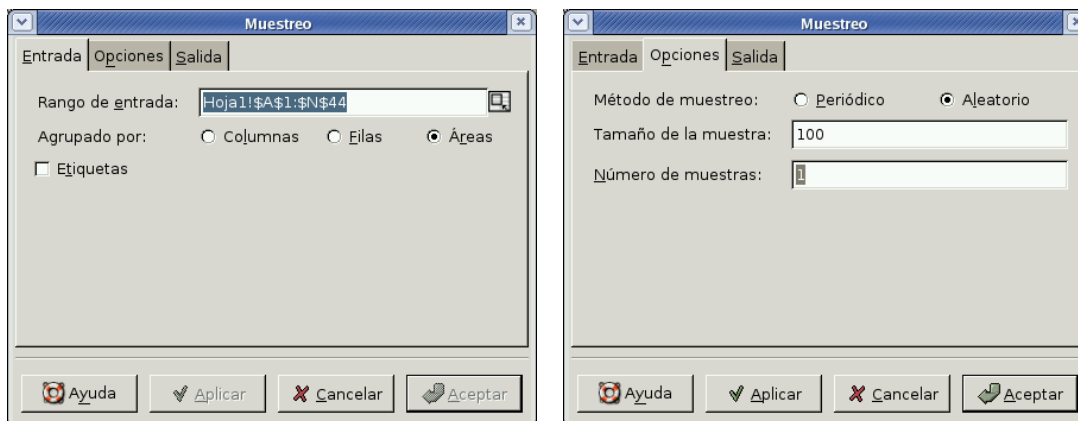 Muestreo
Entrada Opciones Salida
Rango de entrada: Hoja1!$A$1:$N$44
Agrupado por: Columnas Filas Áreas
Etiquetas
Ayuda Aplicar Cancelar Aceptar
Muestreo
Entrada Opciones Salida
Método de muestreo: Periódico Aleatorio
Tamaño de la muestra: 100
Número de muestras: 1
Ayuda Aplicar Cancelar Aceptar